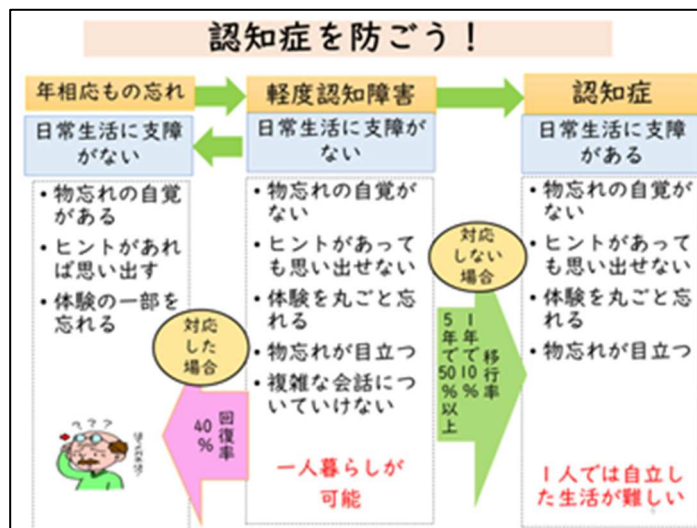 認知症を防ごう！
年相応もの忘れ
日常生活に支障
がない
・物忘れの自覚
がある
・ヒントがあれ
ば思い出す
・体験の一部を
忘れる
対応
した
場合
回復率
40%
軽度認知障害
日常生活に支障が
ない
・物忘れの自覚が
ない
・ヒントがあって
も思い出せない
・体験を丸ごと忘
れる
・物忘れが目立つ
・複雑な会話につ
いていけない
一人暮らしが
可能
対応
しない
場合
移行率
1年で10%
5年で50%以上
認知症
日常生活に支障
がある
・物忘れの自覚が
ない
・ヒントがあって
も思い出せない
・体験を丸ごと忘
れる
・物忘れが目立つ
1人では自立し
た生活が難しい
???